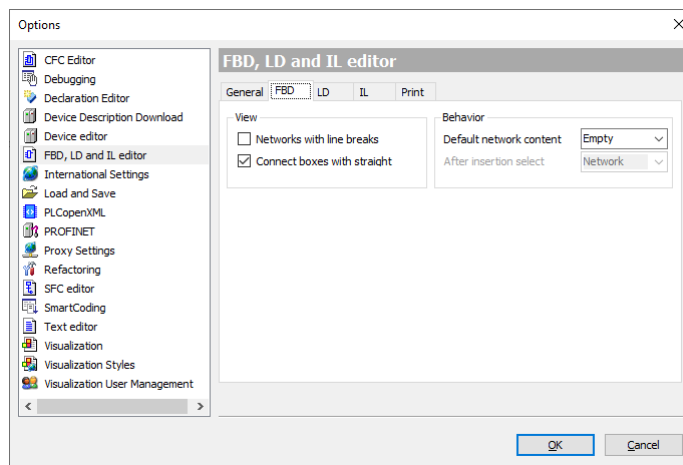 Options
CFC Editor
Debugging
Declaration Editor
Device Description Download
Device editor
FBD, LD and IL editor
International Settings
Load and Save
PLCopenXML
PROFINET
Proxy Settings
Refactoring
SFC editor
SmartCoding
Text editor
Visualization
Visualization Styles
Visualization User Management
FBD, LD and IL editor
General FBD LD IL Print
View
Networks with line breaks
Connect boxes with straight
Behavior
Default network content Empty
After insertion select Network
OK Cancel